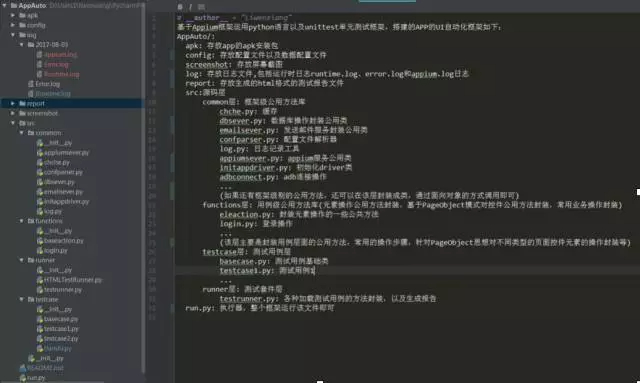 AppAuto
apk
config
log
2017-08-03
Appium.log
Error.log
Runtime.log
Error.log
Runtime.log
report
screenshot
src
common
__init__.py
appiumsever.py
chche.py
confparser.py
dbsever.py
emailsever.py
initappdriver.py
log.py
functions
__init__.py
baseaction.py
login.py
runner
__init__.py
HTMLTestRunner.py
testrunner.py
testcase
__init__.py
basecase.py
testcase1.py
testcase2.py
__init__.py
README.md
run.py
基于Appium框架运用python语言以及unittest单元测试框架, 搭建的APP的UI自动化框架如下:
AppAuto/:
apk: 存放app的apk安装包
config: 存放配置文件以及数据配置文件
screenshot: 存放屏幕截图
log: 存放日志文件,包括运行时日志runtime.log、error.log和appium.log日志
report: 存放生成的html格式的测试报告文件
src:源码层
common层: 框架级公用方法库
chche.py: 缓存
dbsever.py: 数据库操作封装公用类
emailsever.py: 发送邮件服务封装公用类
confparser.py: 配置文件解析器
log.py: 日志记录工具
appiumsever.py: appium服务公用类
initappdriver.py: 初始化driver类
adbconnect.py: adb连接操作
...
(如果还有框架级别的公用方法, 还可以在该层封装成类, 通过面向对象的方式调用即可)
functions层: 用例级公用方法库(元素操作公用方法封装, 基于PageObject模式对控件公用方法封装, 常用业务操作封装)
eleaction.py: 封装元素操作的一些公共方法
login.py: 登录操作
...
(该层主要是封装用例层面的公用方法, 常用的操作步骤, 针对PageObject思想对不同类型的页面控件元素的操作封装等)
testcase层: 测试用例层
basecase.py: 测试用例基础类
testcase1.py: 测试用例1
...
runner层: 测试套件层
testrunner.py: 各种加载测试用例的方法封装, 以及生成报告
run.py: 执行器, 整个框架运行该文件即可